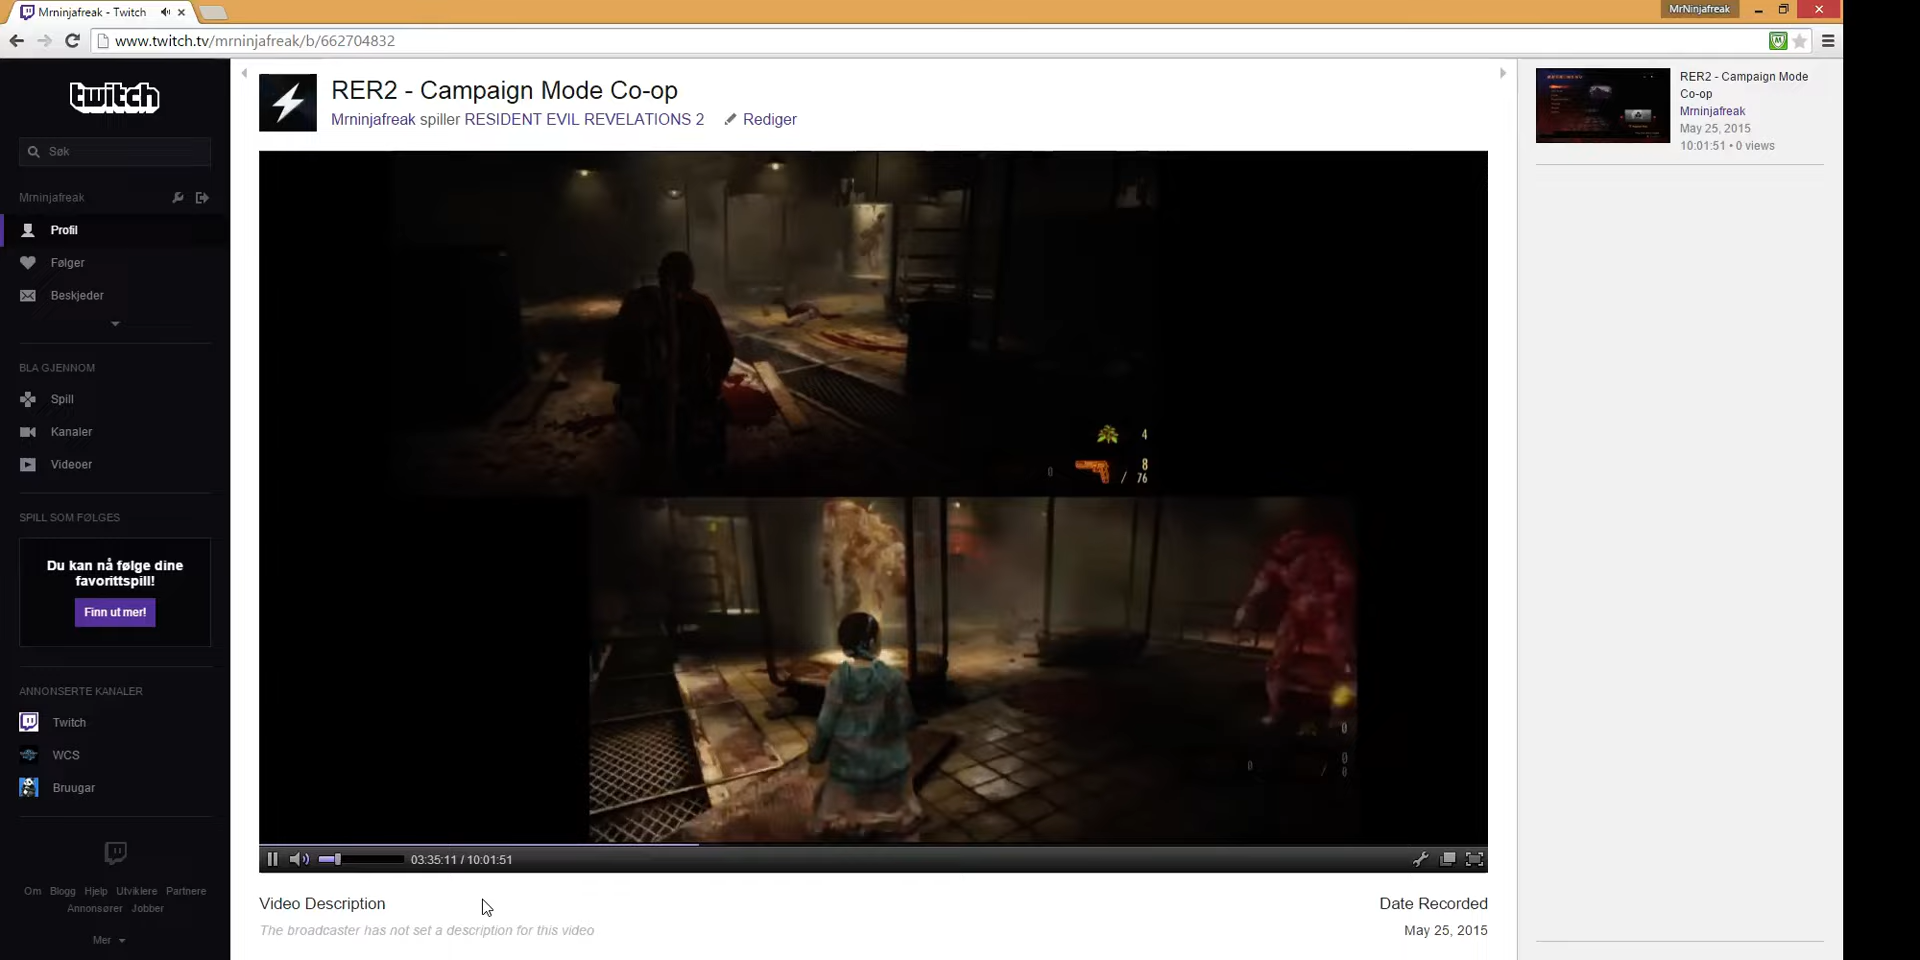 Mrninjafreak - Twitch
MrNinjafreak
www.twitch.tv/mrninjafreak/b/662704832
twitch
Søk
Mrninjafreak
Profil
Følger
Beskjeder
BLA GJENNOM
Spill
Kanaler
Videoer
SPILL SOM FØLGES
Du kan nå følge dine
favorittspill!
Finn ut mer!
ANNONSERTE KANALER
Twitch
WCS
Bruugar
Om Blogg Hjelp Utviklere Partnere
Annonsører Jobber
Mer
RER2 - Campaign Mode Co-op
Mrninjafreak spiller RESIDENT EVIL REVELATIONS 2 Rediger
4
8
0 / 76
0
0
0 / 0
03:35:11 / 10:01:51
Video Description
The broadcaster has not set a description for this video
Date Recorded
May 25, 2015
RER2 - Campaign Mode
Co-op
Mrninjafreak
May 25, 2015
10:01:51 • 0 views